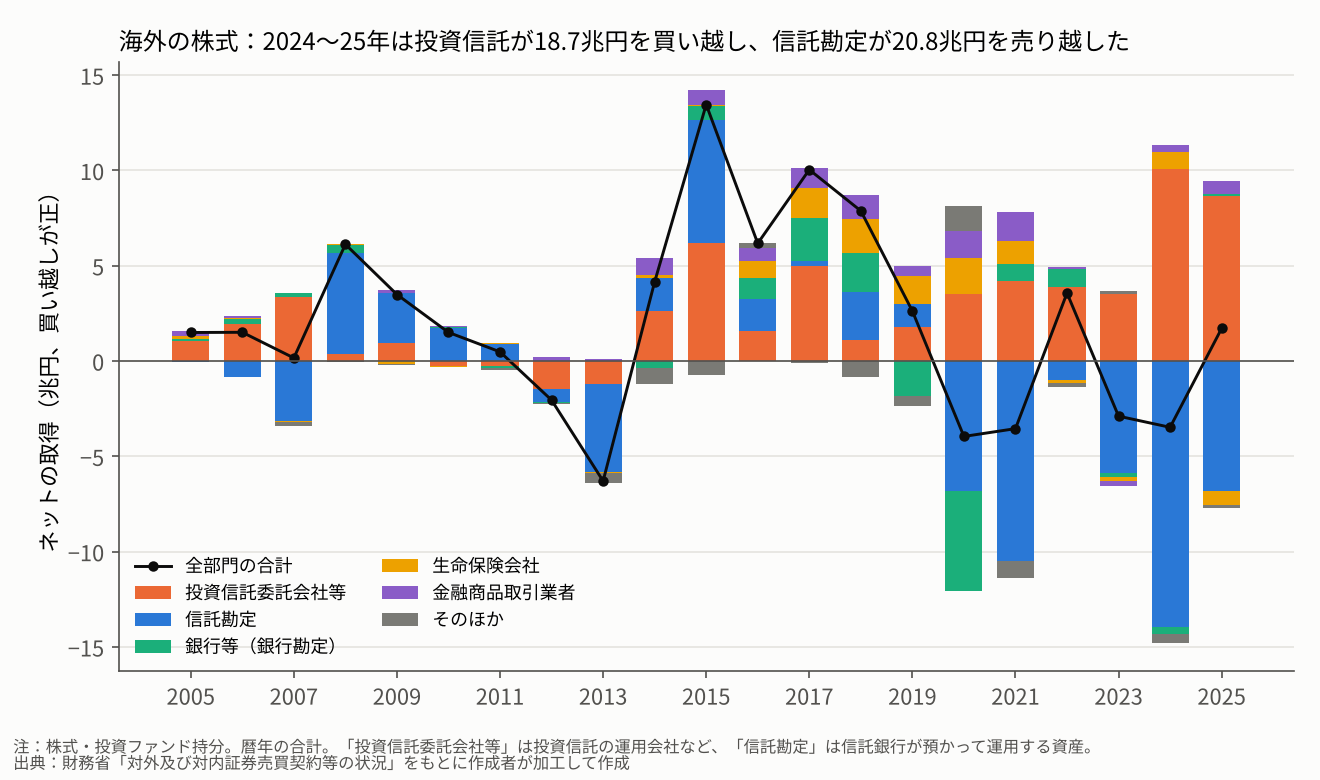 海外の株式：2024～25年は投資信託が18.7兆円を買い越し、信託勘定が20.8兆円を売り越した
ネットの取得（兆円、買い越しが正）
15
10
5
0
−5
−10
−15
全部門の合計
投資信託委託会社等
信託勘定
銀行等（銀行勘定）
生命保険会社
金融商品取引業者
そのほか
2005 2007 2009 2011 2013 2015 2017 2019 2021 2023 2025
注：株式・投資ファンド持分。暦年の合計。「投資信託委託会社等」は投資信託の運用会社など、「信託勘定」は信託銀行が預かって運用する資産。
出典：財務省「対外及び対内証券売買契約等の状況」をもとに作成者が加工して作成